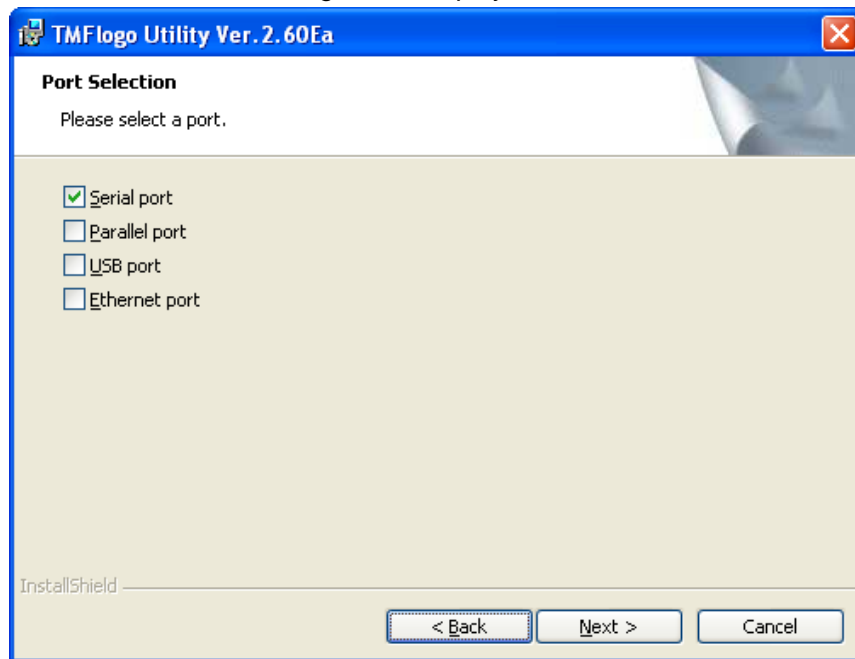 TMFlogo Utility Ver.2.60Ea
Port Selection
Please select a port.
Serial port
Parallel port
USB port
Ethernet port
InstallShield
< Back Next > Cancel